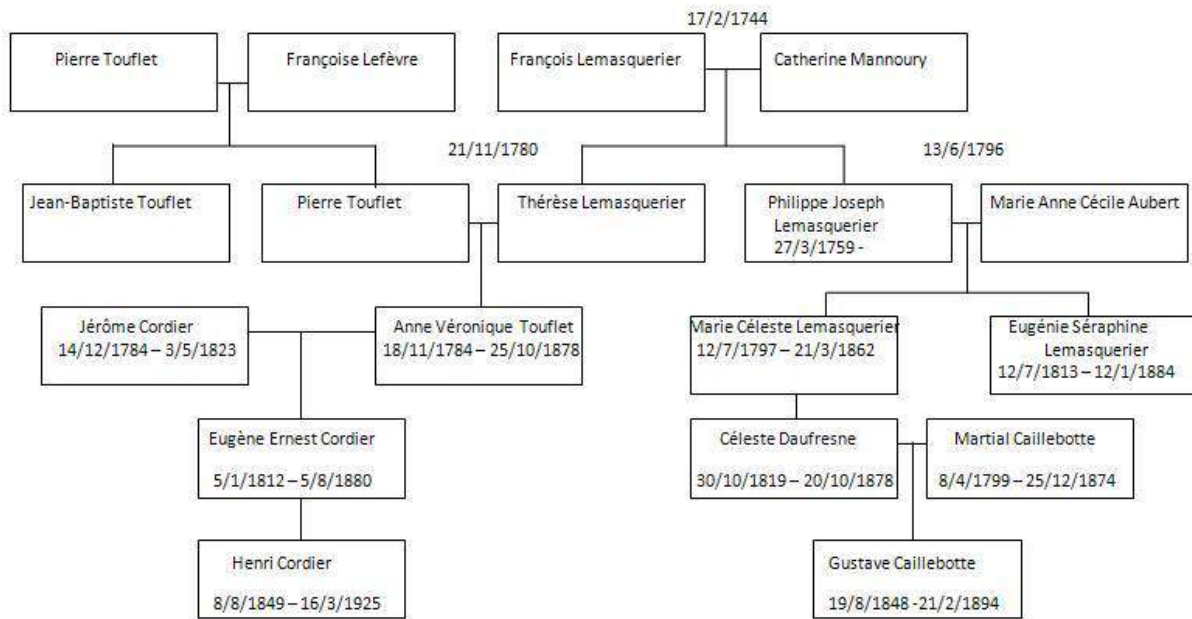 17/2/1744
Pierre Touflet
Françoise Lefèvre
François Lemasquerier
Catherine Mannoury
21/11/1780
13/6/1796
Jean-Baptiste Touflet
Pierre Touflet
Thérèse Lemasquerier
Philippe Joseph
Lemasquerier
27/3/1759 -
Marie Anne Cécile Aubert
Jérôme Cordier
14/12/1784 – 3/5/1823
Anne Véronique Touflet
18/11/1784 – 25/10/1878
Marie Céleste Lemasquerier
12/7/1797 – 21/3/1862
Eugénie Séraphine
Lemasquerier
12/7/1813 – 12/1/1884
Eugène Ernest Cordier
5/1/1812 – 5/8/1880
Céleste Daufresne
30/10/1819 – 20/10/1878
Martial Caillebotte
8/4/1799 – 25/12/1874
Henri Cordier
8/8/1849 – 16/3/1925
Gustave Caillebotte
19/8/1848 -21/2/1894